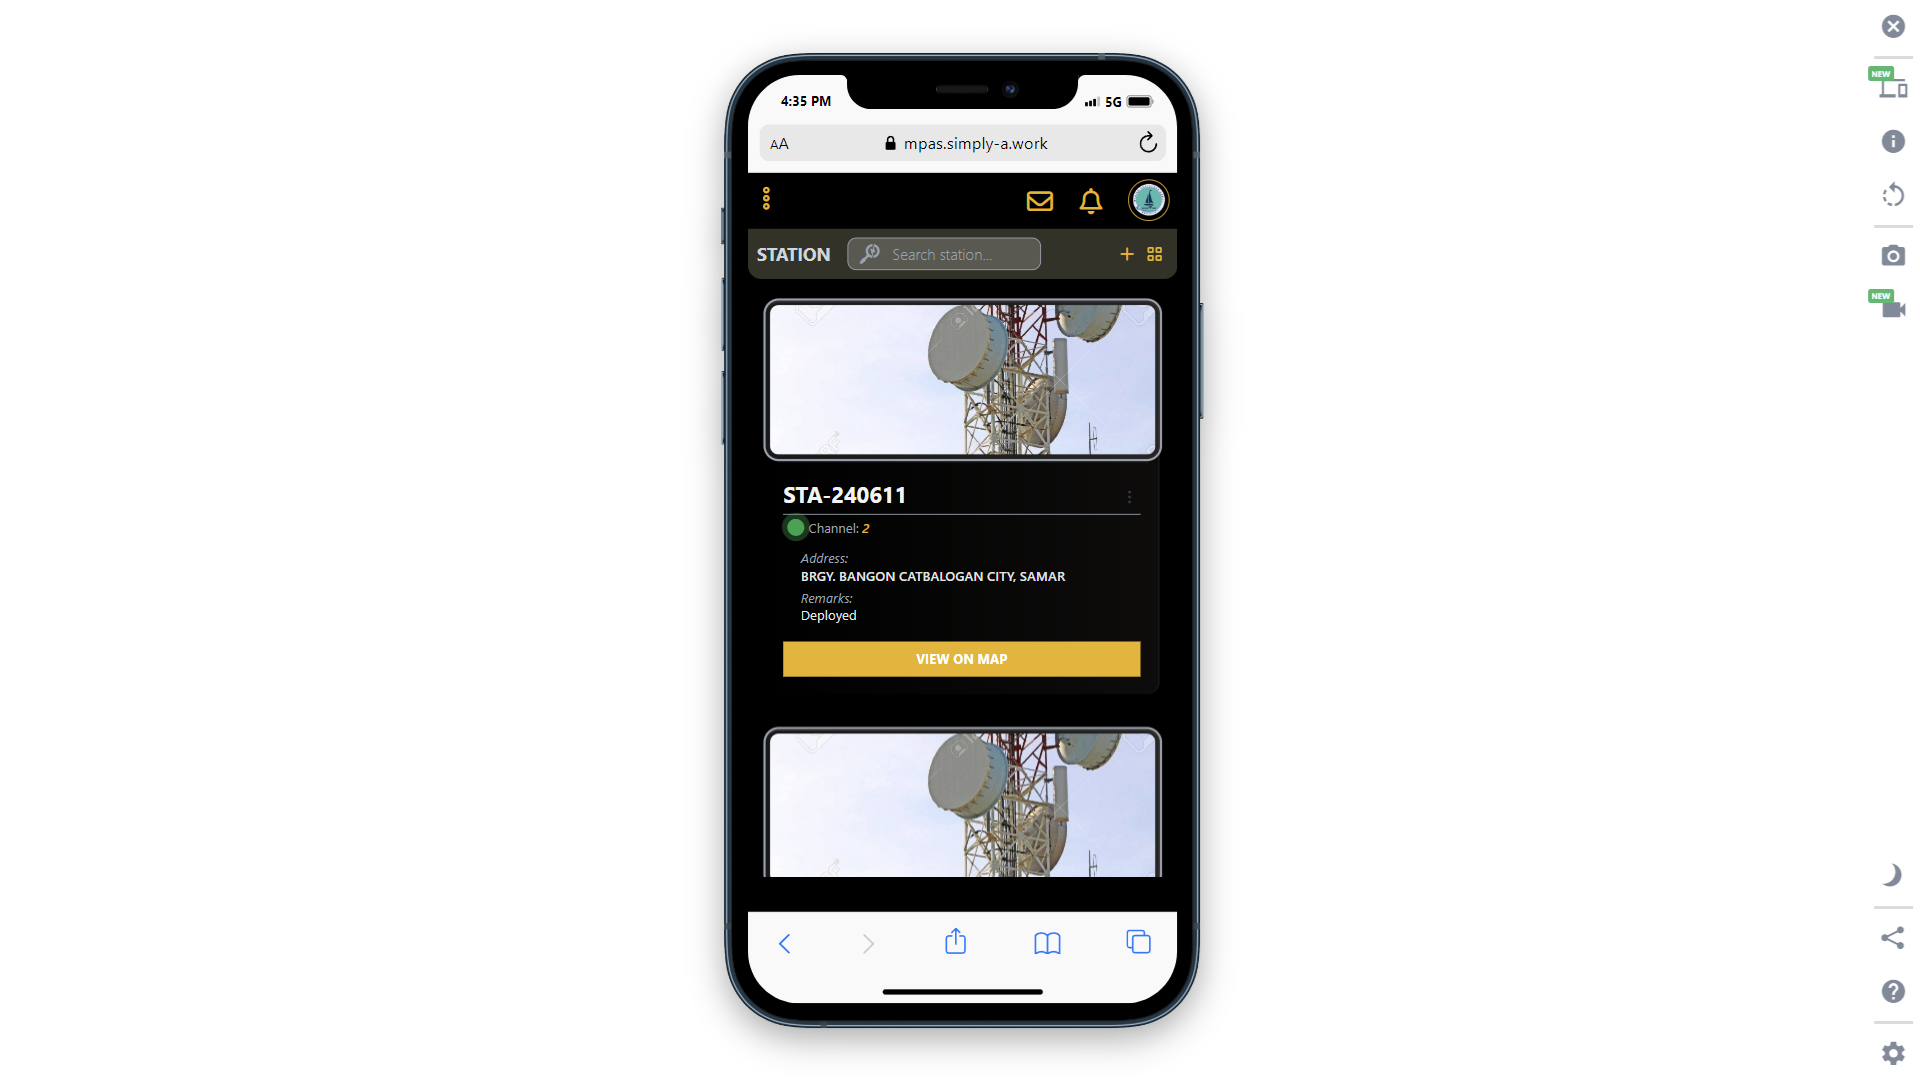 NEW
NEW
4:35 PM
5G
AA
mpas.simply-a.work
STATION
Search station...
STA-240611
Channel: 2
Address:
BRGY. BANGON CATBALOGAN CITY, SAMAR
Remarks:
Deployed
VIEW ON MAP